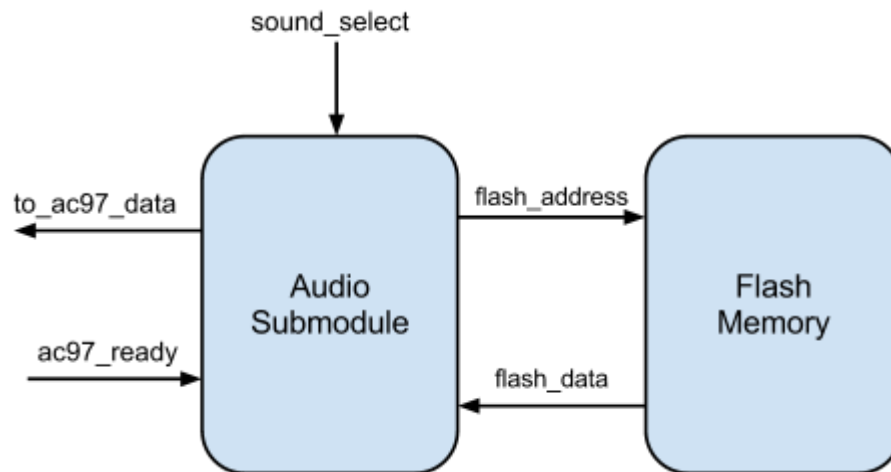 sound_select
to_ac97_data
flash_address
Audio
Submodule
Flash
Memory
ac97_ready
flash_data